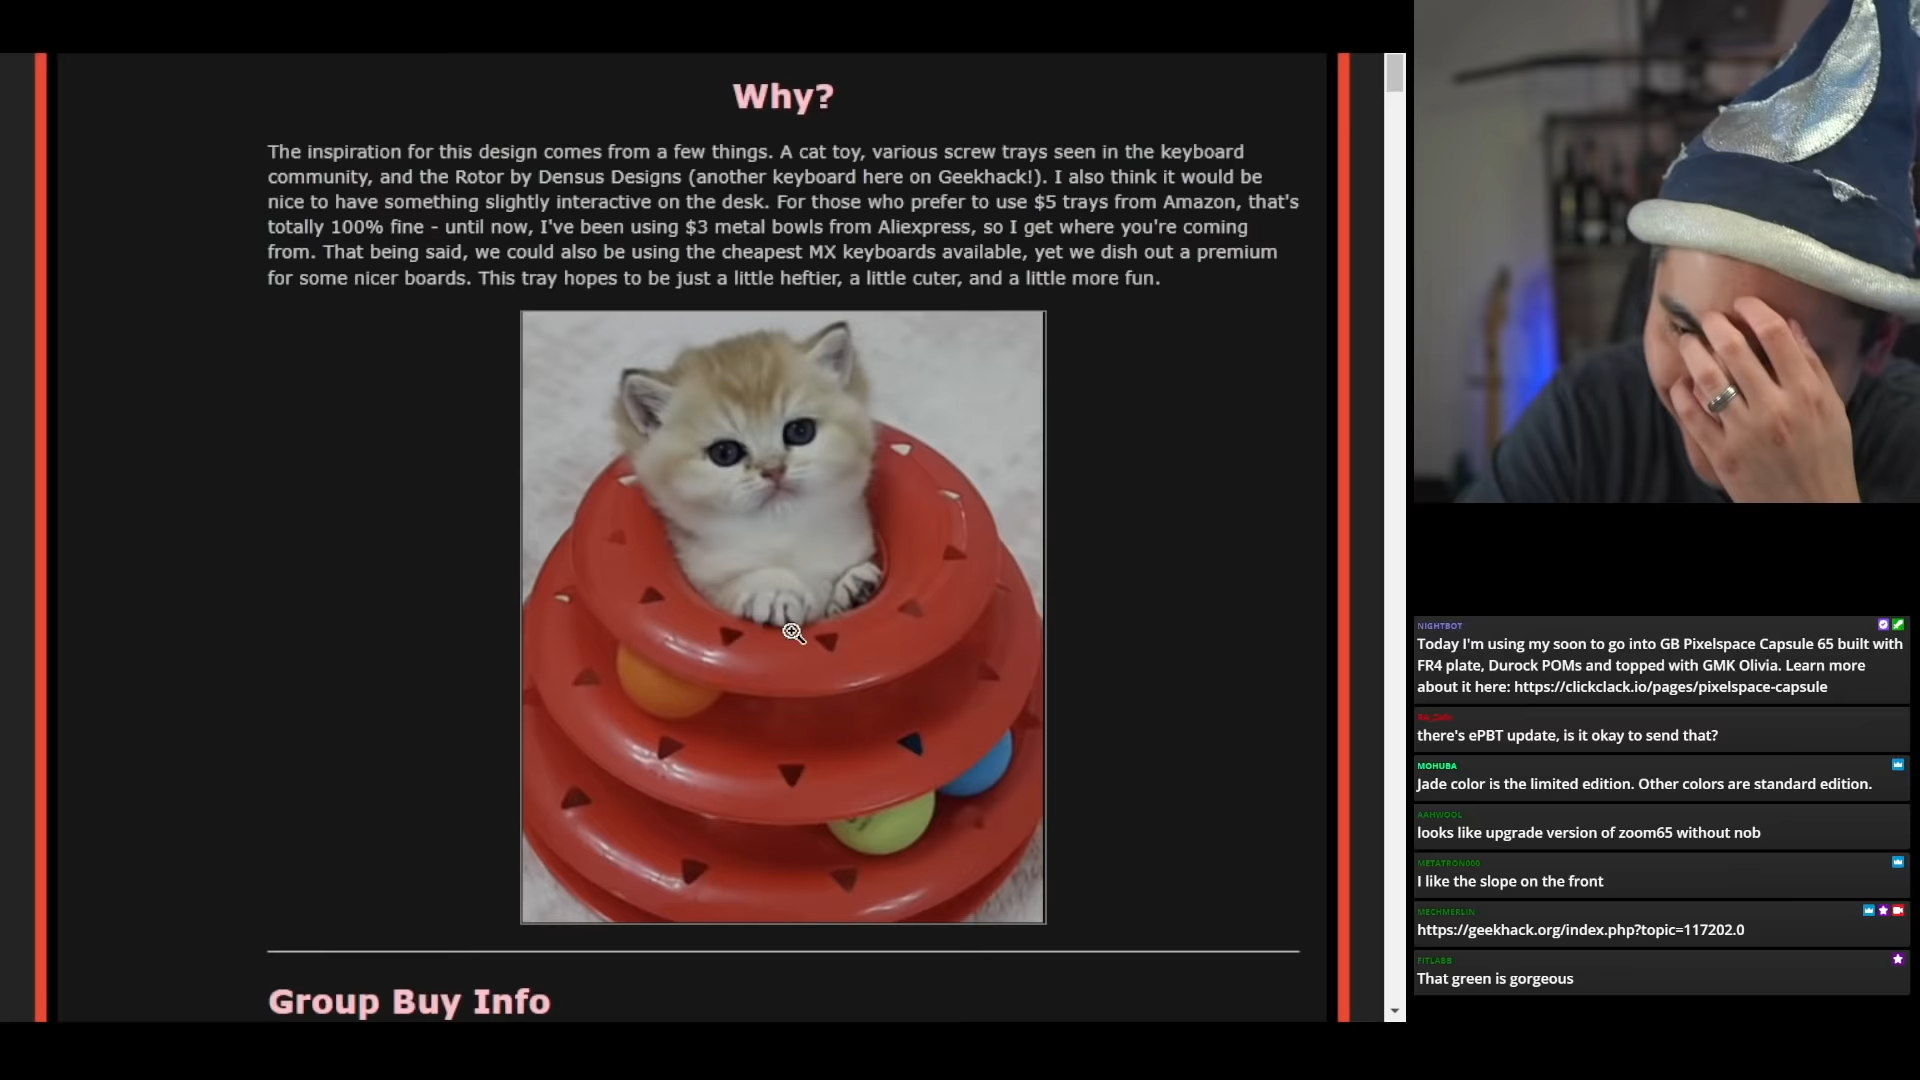 Why?
The inspiration for this design comes from a few things. A cat toy, various screw trays seen in the keyboard
community, and the Rotor by Densus Designs (another keyboard here on Geekhack!). I also think it would be
nice to have something slightly interactive on the desk. For those who prefer to use $5 trays from Amazon, that's
totally 100% fine - until now, I've been using $3 metal bowls from Aliexpress, so I get where you're coming
from. That being said, we could also be using the cheapest MX keyboards available, yet we dish out a premium
for some nicer boards. This tray hopes to be just a little heftier, a little cuter, and a little more fun.
Group Buy Info
NIGHTBOT
Today I'm using my soon to go into GB Pixelspace Capsule 65 built with
FR4 plate, Durock POMs and topped with GMK Olivia. Learn more
about it here: https://clickclack.io/pages/pixelspace-capsule
there's ePBT update, is it okay to send that?
MOHUBA
Jade color is the limited edition. Other colors are standard edition.
AAHWOOL
looks like upgrade version of zoom65 without nob
METATRON000
I like the slope on the front
MECHMERLIN
https://geekhack.org/index.php?topic=117202.0
FITLABB
That green is gorgeous